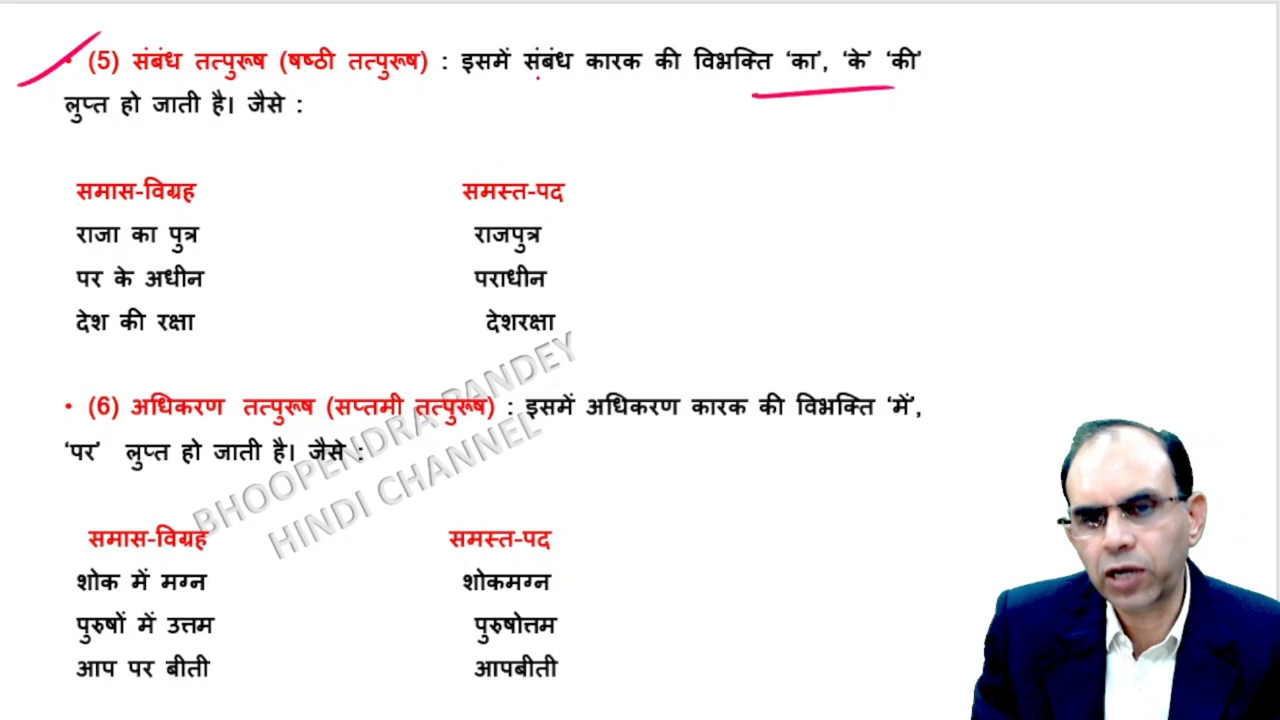 • (5) संबंध तत्पुरूष (षष्ठी तत्पुरूष) : इसमें संबंध कारक की विभक्ति ‘का’, ‘के’ ‘की’
लुप्त हो जाती है। जैसे :
समास-विग्रह समस्त-पद
राजा का पुत्र राजपुत्र
पर के अधीन पराधीन
देश की रक्षा देशरक्षा
• (6) अधिकरण तत्पुरूष (सप्तमी तत्पुरूष) : इसमें अधिकरण कारक की विभक्ति ‘में’,
‘पर’ लुप्त हो जाती है। जैसे :
BHOOPENDRA PANDEY
HINDI CHANNEL
समास-विग्रह समस्त-पद
शोक में मग्न शोकमग्न
पुरुषों में उत्तम पुरुषोत्तम
आप पर बीती आपबीती